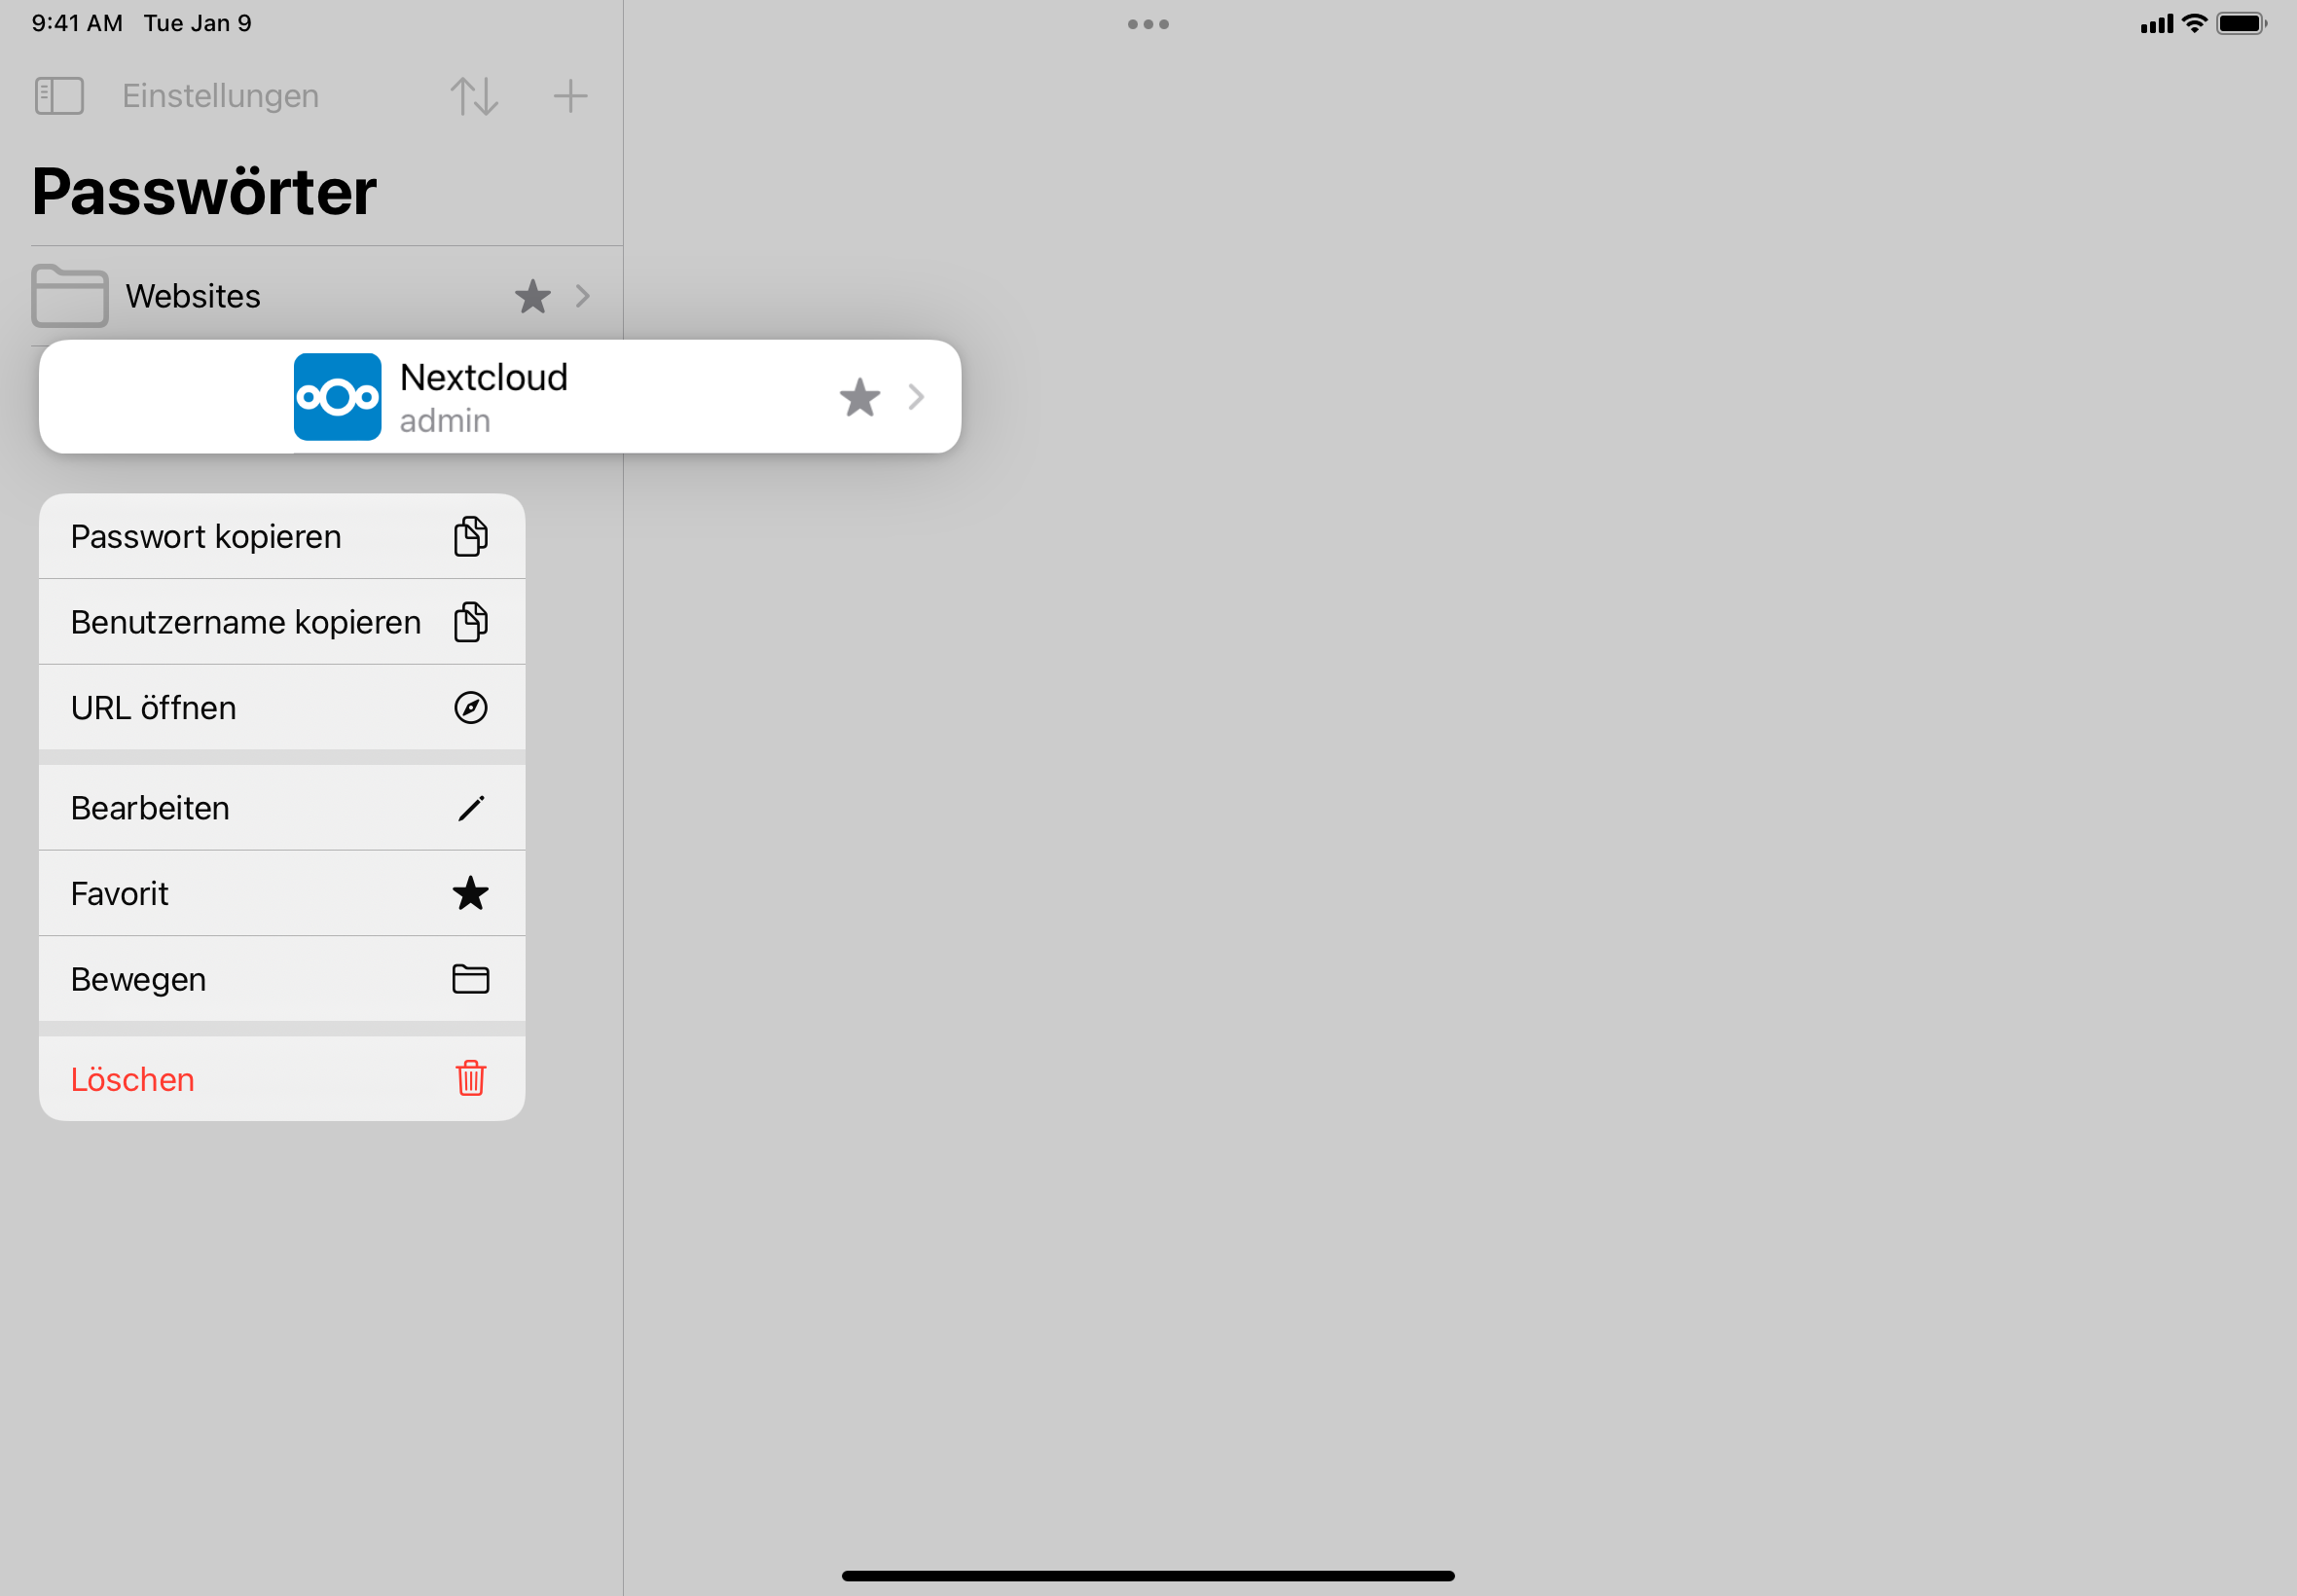 9:41 AM Tue Jan 9
Einstellungen
Passwörter
Websites
Nextcloud
admin
Passwort kopieren
Benutzername kopieren
URL öffnen
Bearbeiten
Favorit
Bewegen
Löschen